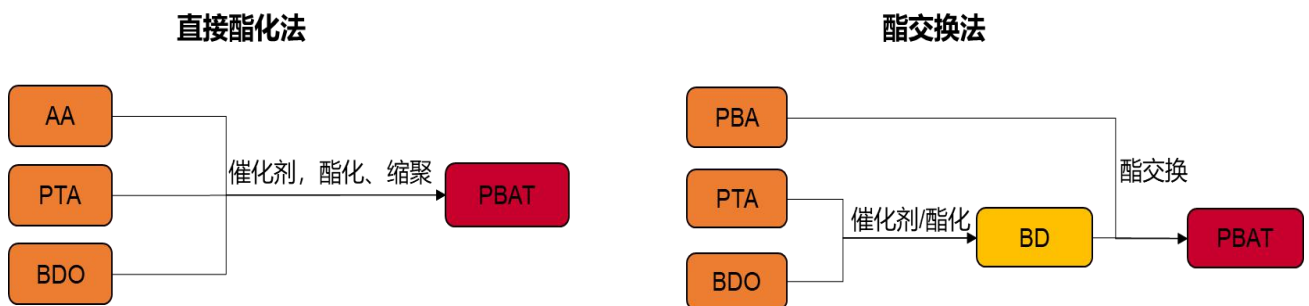 直接酯化法
AA
PTA
BDO
催化剂，酯化、缩聚
PBAT
酯交换法
PBA
PTA
BDO
催化剂/酯化
BD
酯交换
PBAT